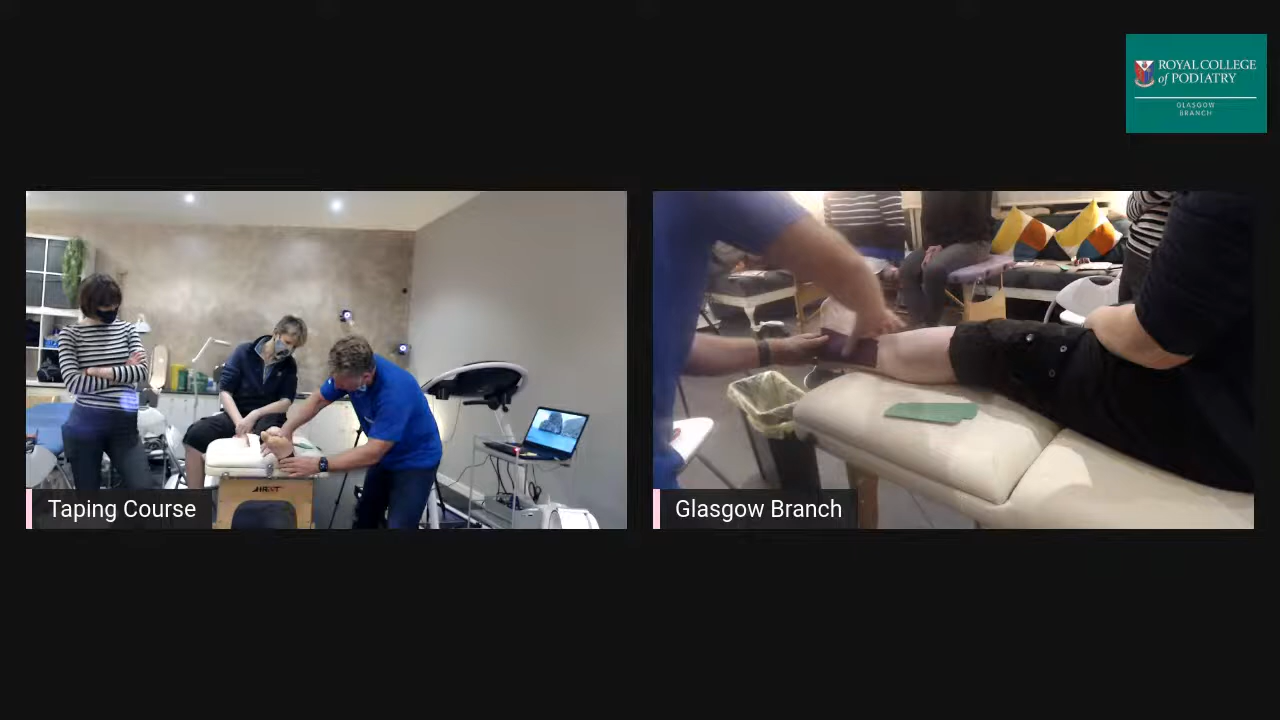 ROYAL COLLEGE
of PODIATRY
GLASGOW
BRANCH
Taping Course
Glasgow Branch